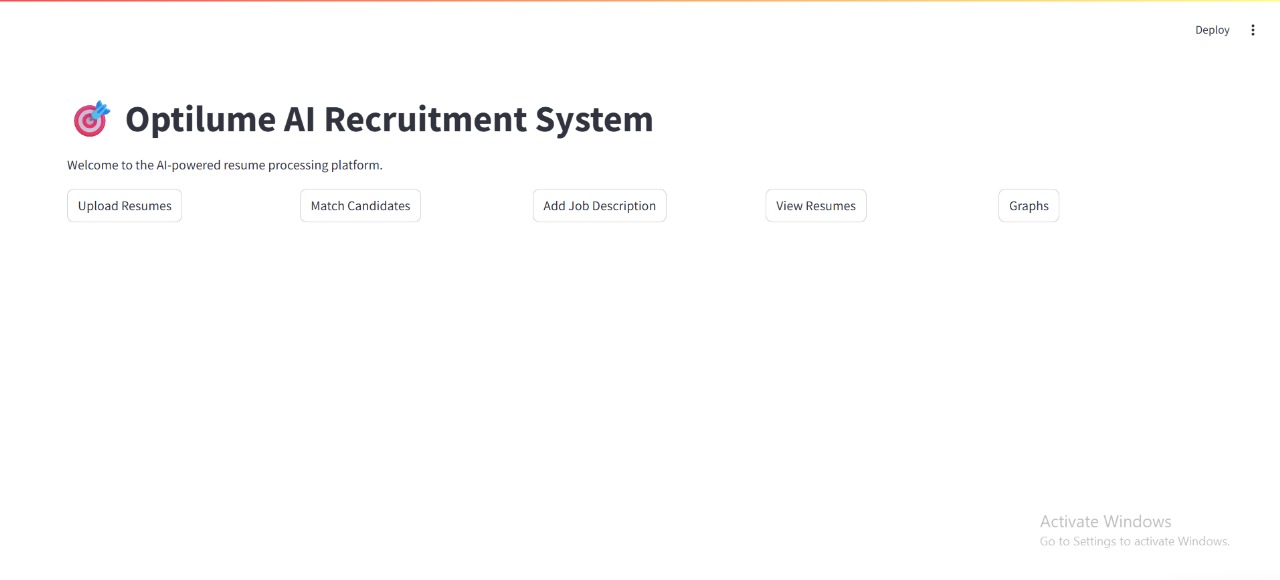 Deploy
Optilume AI Recruitment System
Welcome to the AI-powered resume processing platform.
Upload Resumes Match Candidates Add Job Description View Resumes Graphs
Activate Windows
Go to Settings to activate Windows.